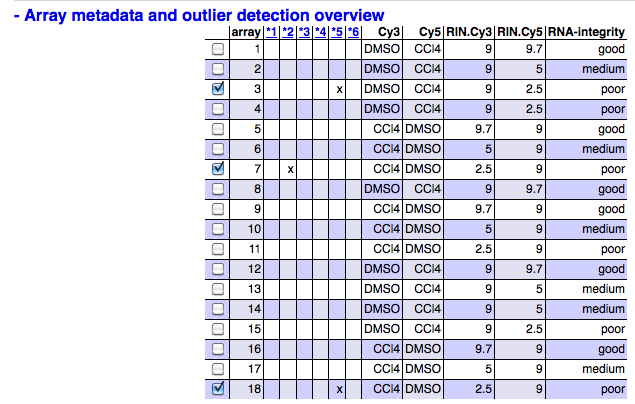 - Array metadata and outlier detection overview
array *1 *2 *3 *4 *5 *6 Cy3 Cy5 RIN.Cy3 RIN.Cy5 RNA-integrity
1 DMSO CCl4 9 9.7 good
2 DMSO CCl4 9 5 medium
3 x DMSO CCl4 9 2.5 poor
4 DMSO CCl4 9 2.5 poor
5 CCl4 DMSO 9.7 9 good
6 CCl4 DMSO 5 9 medium
7 x CCl4 DMSO 2.5 9 poor
8 DMSO CCl4 9 9.7 good
9 CCl4 DMSO 9.7 9 good
10 CCl4 DMSO 5 9 medium
11 CCl4 DMSO 2.5 9 poor
12 DMSO CCl4 9 9.7 good
13 DMSO CCl4 9 5 medium
14 DMSO CCl4 9 5 medium
15 DMSO CCl4 9 2.5 poor
16 CCl4 DMSO 9.7 9 good
17 CCl4 DMSO 5 9 medium
18 x CCl4 DMSO 2.5 9 poor